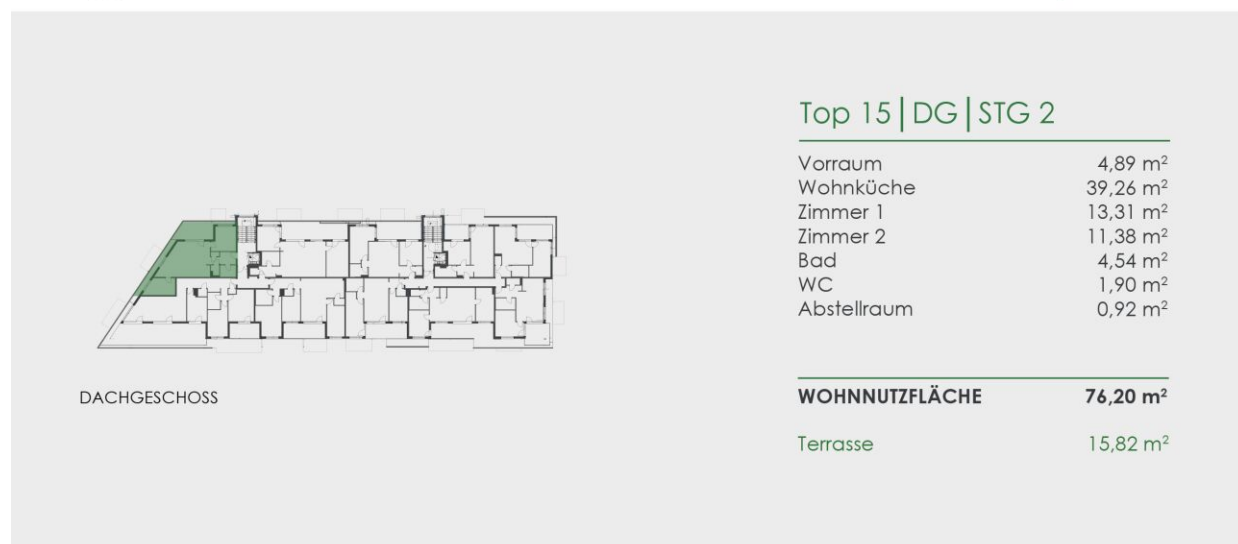 Top 15|DG|STG 2
Vorraum 4,89 m²
Wohnküche 39,26 m²
Zimmer 1 13,31 m²
Zimmer 2 11,38 m²
Bad 4,54 m²
WC 1,90 m²
Abstellraum 0,92 m²
DACHGESCHOSS
WOHNNUTZFLÄCHE 76,20 m²
Terrasse 15,82 m²